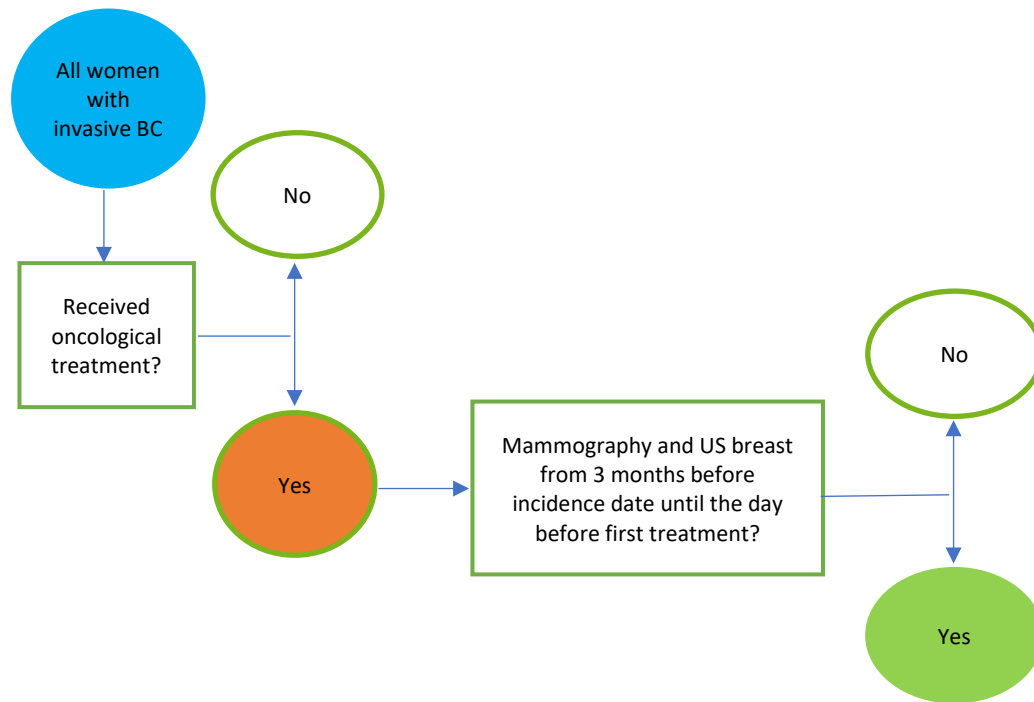 All women
with
invasive BC
No
Received
oncological
treatment?
Yes
Mammography and US breast
from 3 months before
incidence date until the day
before first treatment?
No
Yes